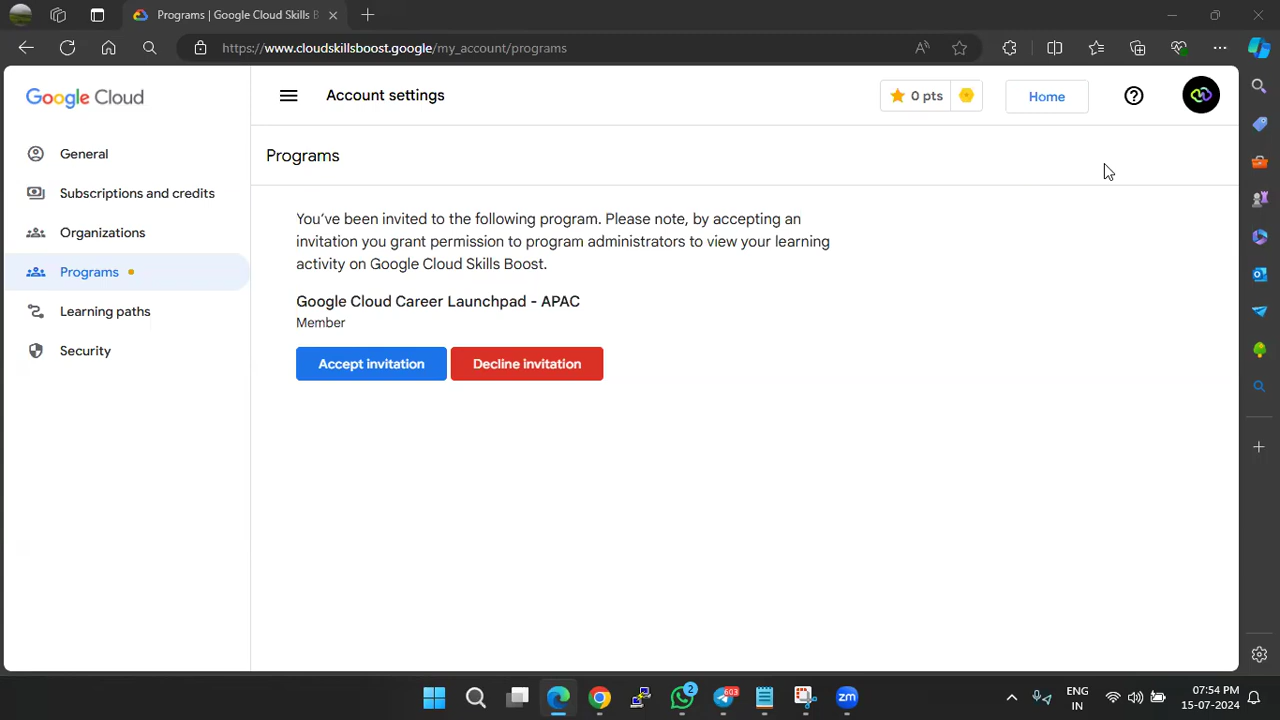 Programs | Google Cloud Skills B
https://www.cloudskillsboost.google/my_account/programs
Google Cloud
Account settings
0 pts
Home
General
Subscriptions and credits
Organizations
Programs
Learning paths
Security
Programs
You've been invited to the following program. Please note, by accepting an
invitation you grant permission to program administrators to view your learning
activity on Google Cloud Skills Boost.
Google Cloud Career Launchpad - APAC
Member
Accept invitation
Decline invitation
2
603
zm
ENG
IN
07:54 PM
15-07-2024